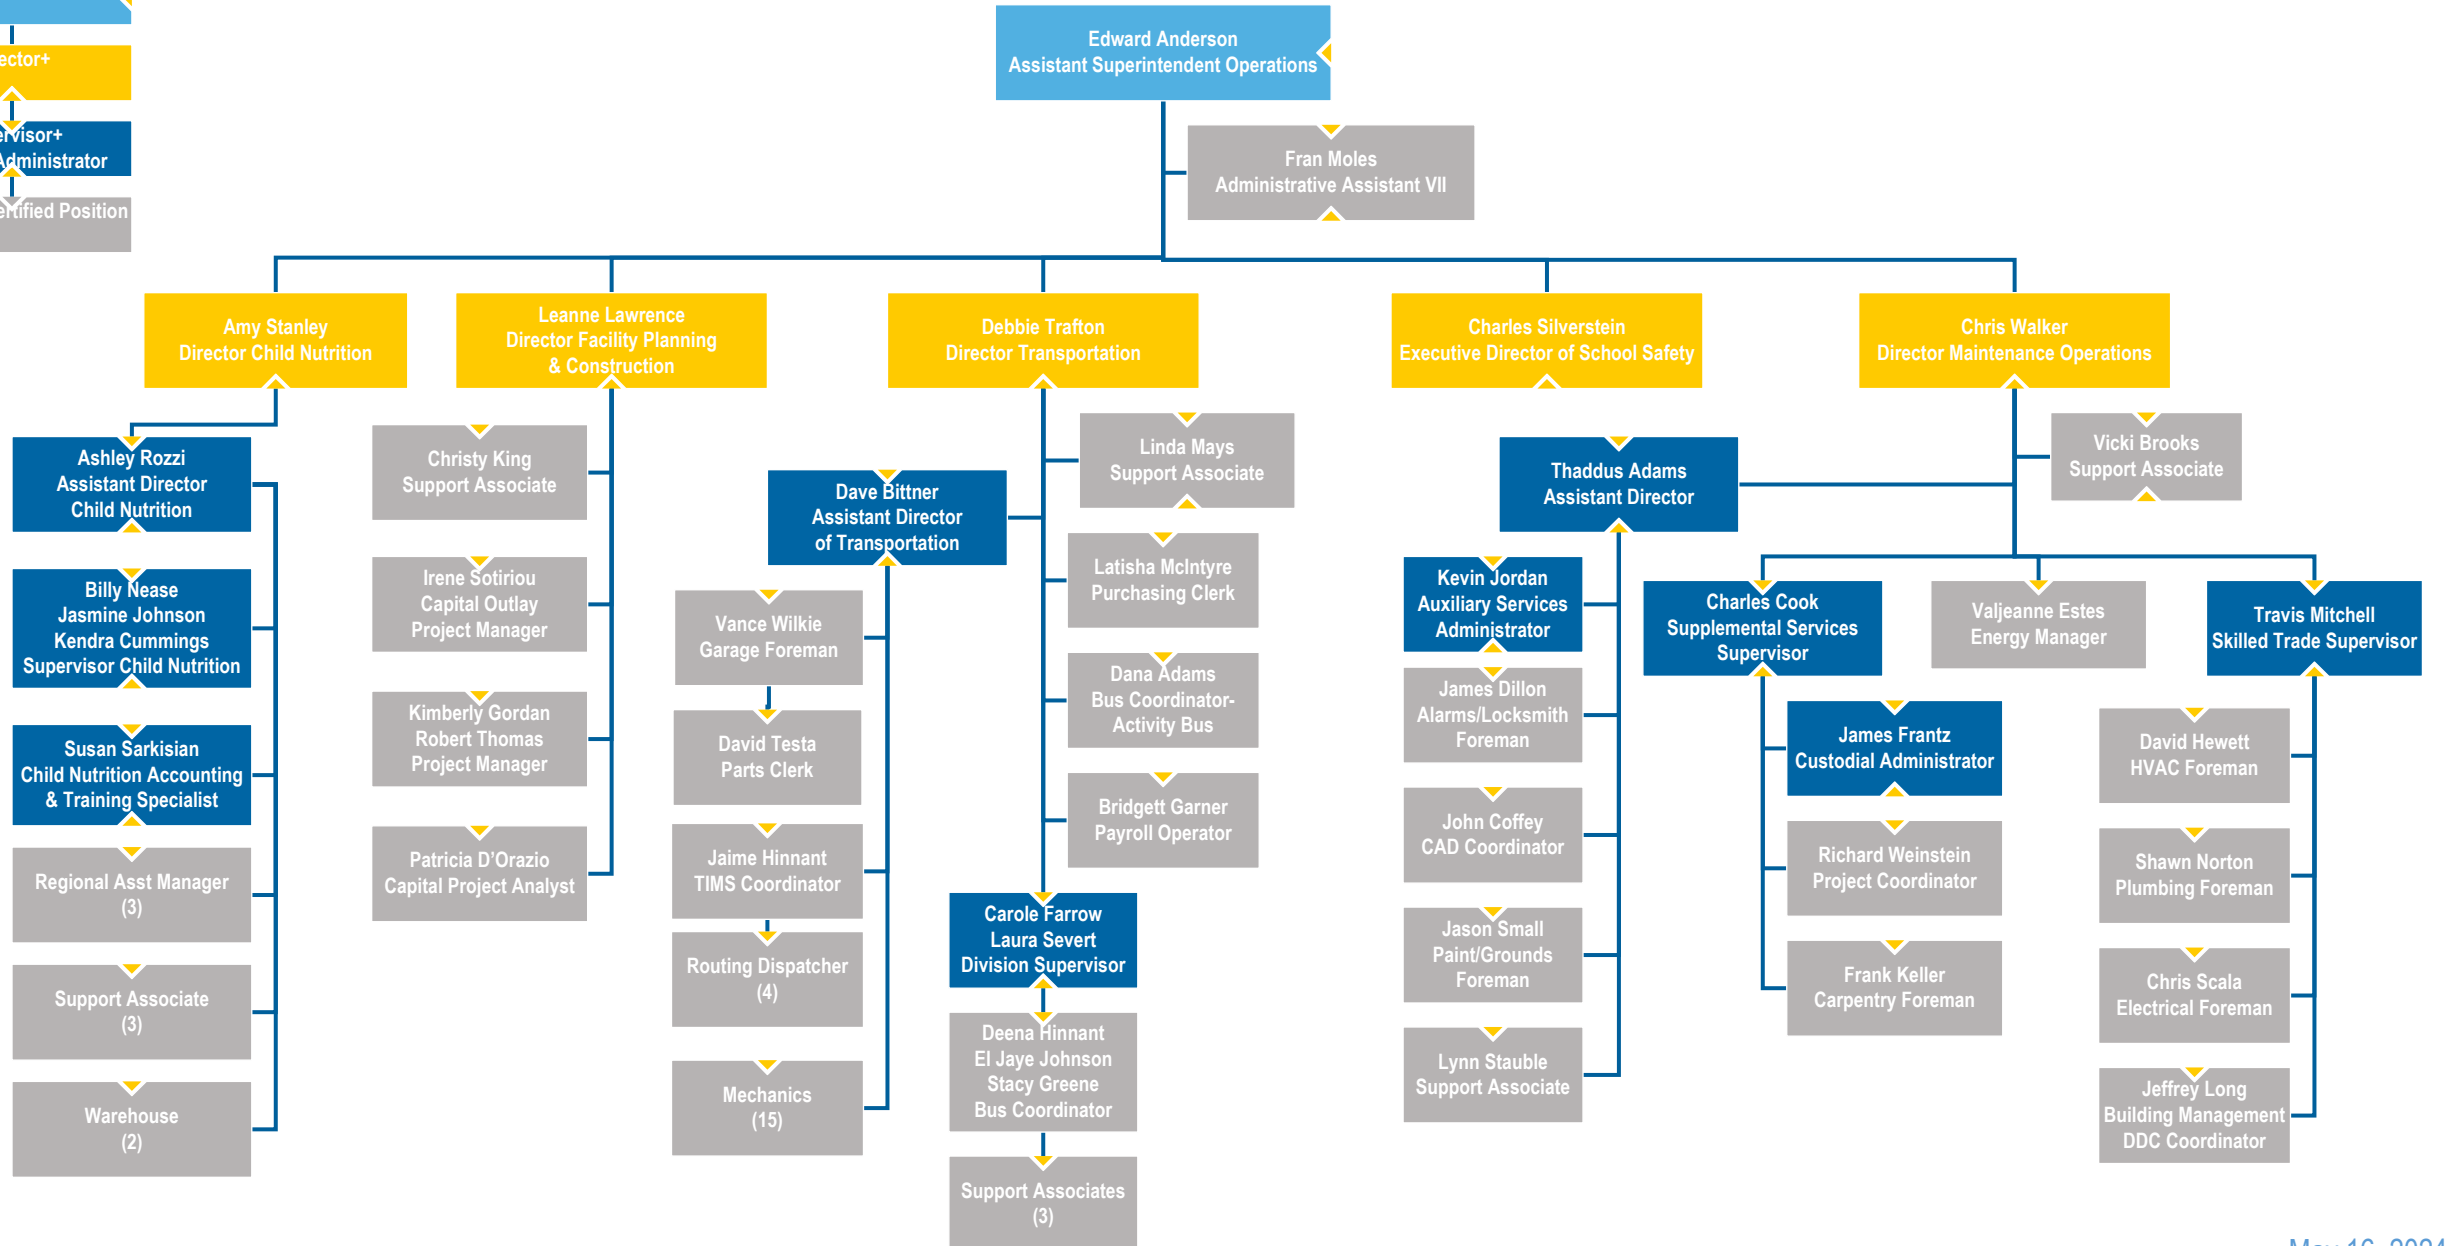 Edward Anderson
Assistant Superintendent Operations
Administrator
Position
Fran Moles
Administrative Assistant VII
Amy Stanley
Director Child Nutrition
Leanne Lawrence
Director Facility Planning
& Construction
Debbie Trafton
Director Transportation
Charles Silverstein
Executive Director of School Safety
Chris Walker
Director Maintenance Operations
Ashley Rozzi
Assistant Director
Child Nutrition
Billy Nease
Jasmine Johnson
Kendra Cummings
Supervisor Child Nutrition
Susan Sarkisian
Child Nutrition Accounting
& Training Specialist
Regional Asst Manager
(3)
Support Associate
(3)
Warehouse
(2)
Christy King
Support Associate
Irene Sotiriou
Capital Outlay
Project Manager
Kimberly Gordan
Robert Thomas
Project Manager
Patricia D’Orazio
Capital Project Analyst
Dave Bittner
Assistant Director
of Transportation
Vance Wilkie
Garage Foreman
David Testa
Parts Clerk
Jaime Hinnant
TIMS Coordinator
Routing Dispatcher
(4)
Mechanics
(15)
Linda Mays
Support Associate
Latisha McIntyre
Purchasing Clerk
Dana Adams
Bus Coordinator-
Activity Bus
Bridgett Garner
Payroll Operator
Carole Farrow
Laura Severt
Division Supervisor
Deena Hinnant
El Jaye Johnson
Stacy Greene
Bus Coordinator
Support Associates
(3)
Thaddus Adams
Assistant Director
Kevin Jordan
Auxiliary Services
Administrator
James Dillon
Alarms/Locksmith
Foreman
John Coffey
CAD Coordinator
Jason Small
Paint/Grounds
Foreman
Lynn Stauble
Support Associate
Vicki Brooks
Support Associate
Charles Cook
Supplemental Services
Supervisor
James Frantz
Custodial Administrator
Richard Weinstein
Project Coordinator
Frank Keller
Carpentry Foreman
Valjeanne Estes
Energy Manager
Travis Mitchell
Skilled Trade Supervisor
David Hewett
HVAC Foreman
Shawn Norton
Plumbing Foreman
Chris Scala
Electrical Foreman
Jeffrey Long
Building Management
DDC Coordinator
May 16, 2024